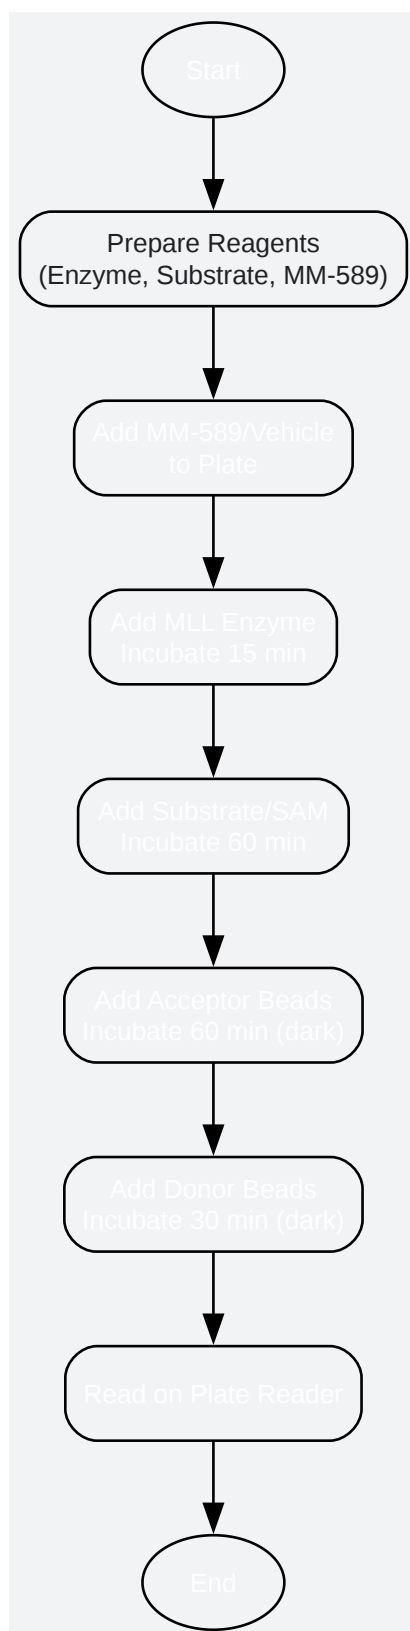 Start
Prepare Reagents
(Enzyme, Substrate, MM-589)
Add MM-589/Vehicle
to Plate
Add MLL Enzyme
Incubate 15 min
Add Substrate/SAM
Incubate 60 min
Add Acceptor Beads
Incubate 60 min (dark)
Add Donor Beads
Incubate 30 min (dark)
Read on Plate Reader
End